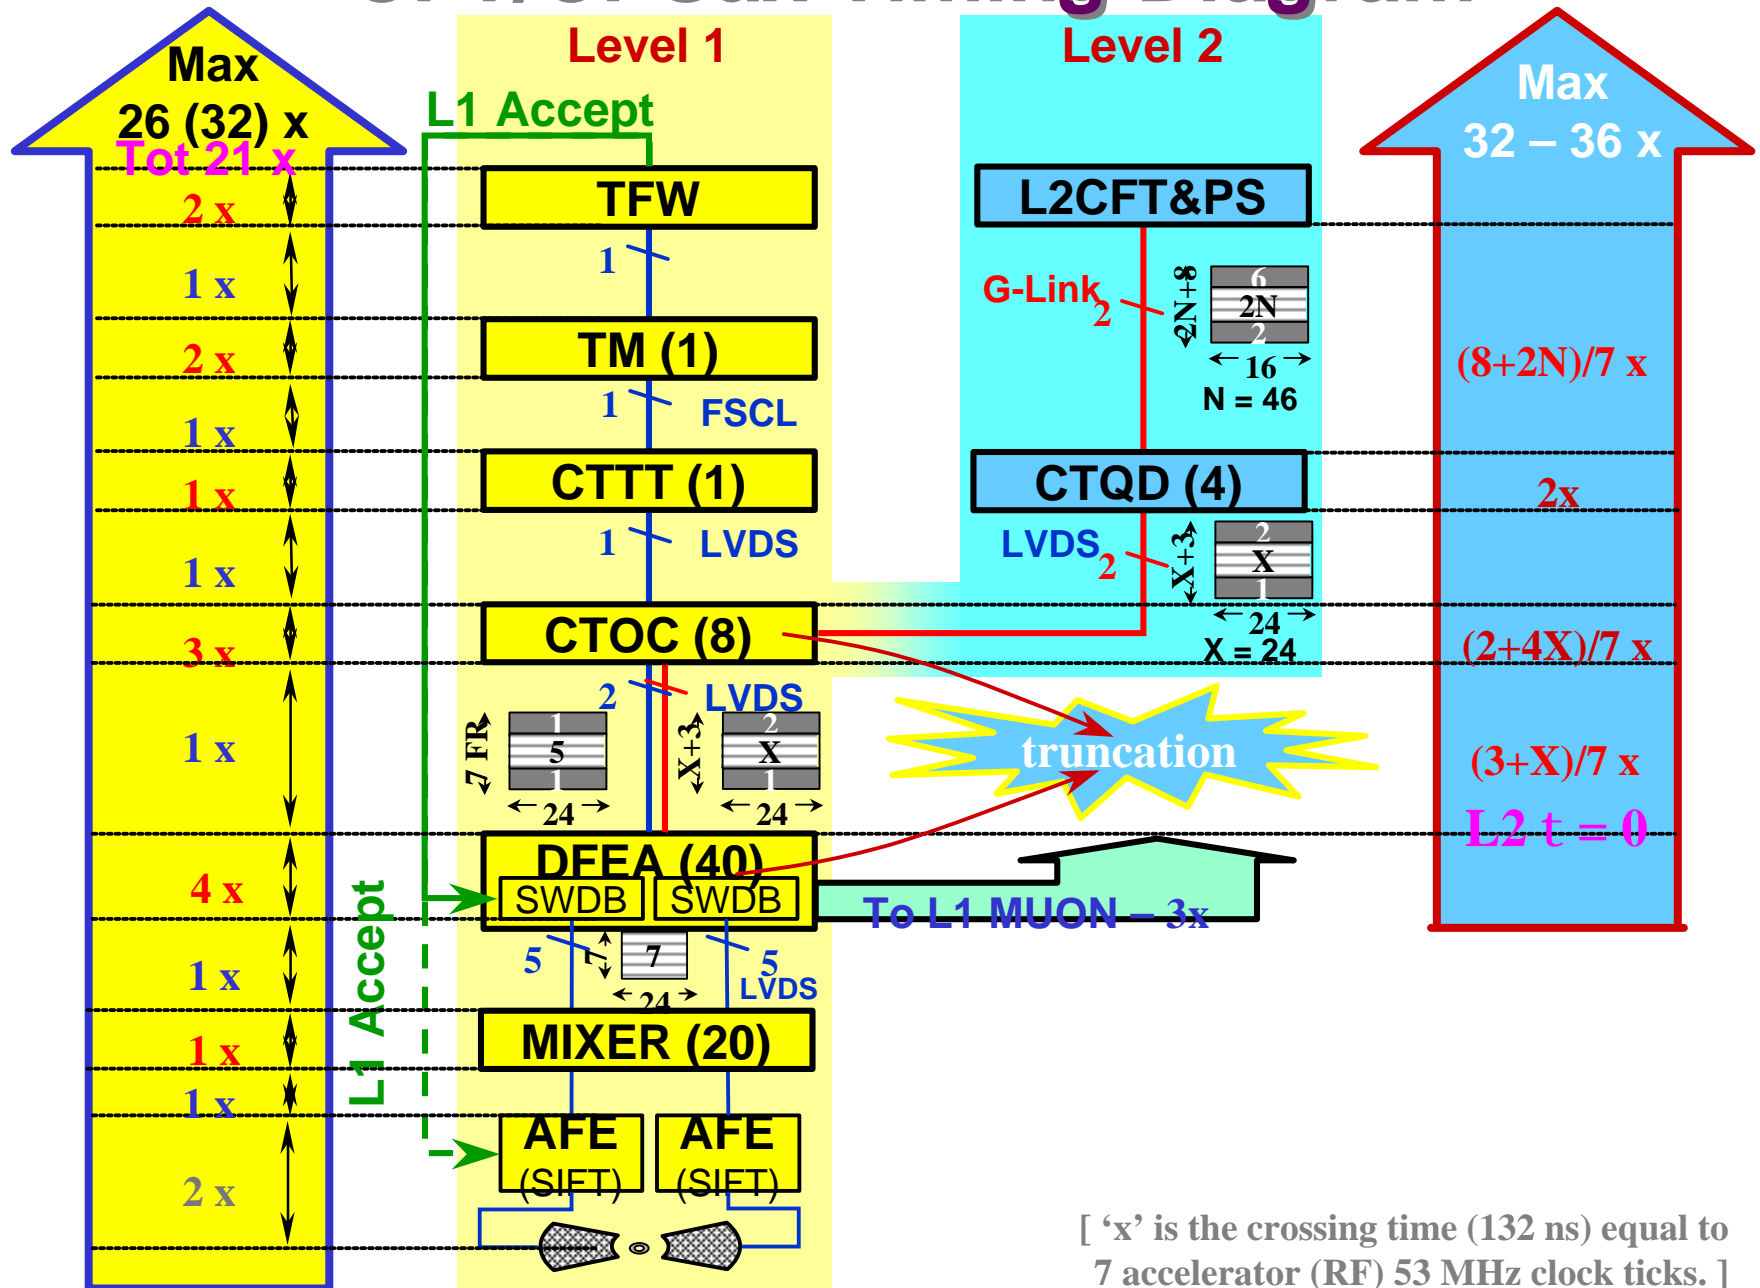 Level 1
Level 2
Max
26 (32) x
Tot 21 x
2 x
1 x
2 x
1 x
1 x
1 x
3 x
1 x
4 x
1 x
1 x
1 x
2 x
L1 Accept
L1 Accept
TFW
1
TM (1)
1
FSCL
CTTT (1)
1
LVDS
CTOC (8)
2
LVDS
7 FR
1
5
1
24
X+3
2
X
1
24
DFEA (40)
SWDB
SWDB
5
7
7
24
5
LVDS
MIXER (20)
AFE
(SIFT)
AFE
(SIFT)
L2CFT&PS
G-Link
2
2N+8
6
2N
2
16
N = 46
CTQD (4)
LVDS
2
X+3
2
X
1
24
X = 24
truncation
To L1 MUON – 3x
Max
32 – 36 x
(8+2N)/7 x
2x
(2+4X)/7 x
(3+X)/7 x
L2 t = 0
[ ‘x’ is the crossing time (132 ns) equal to
7 accelerator (RF) 53 MHz clock ticks. ]